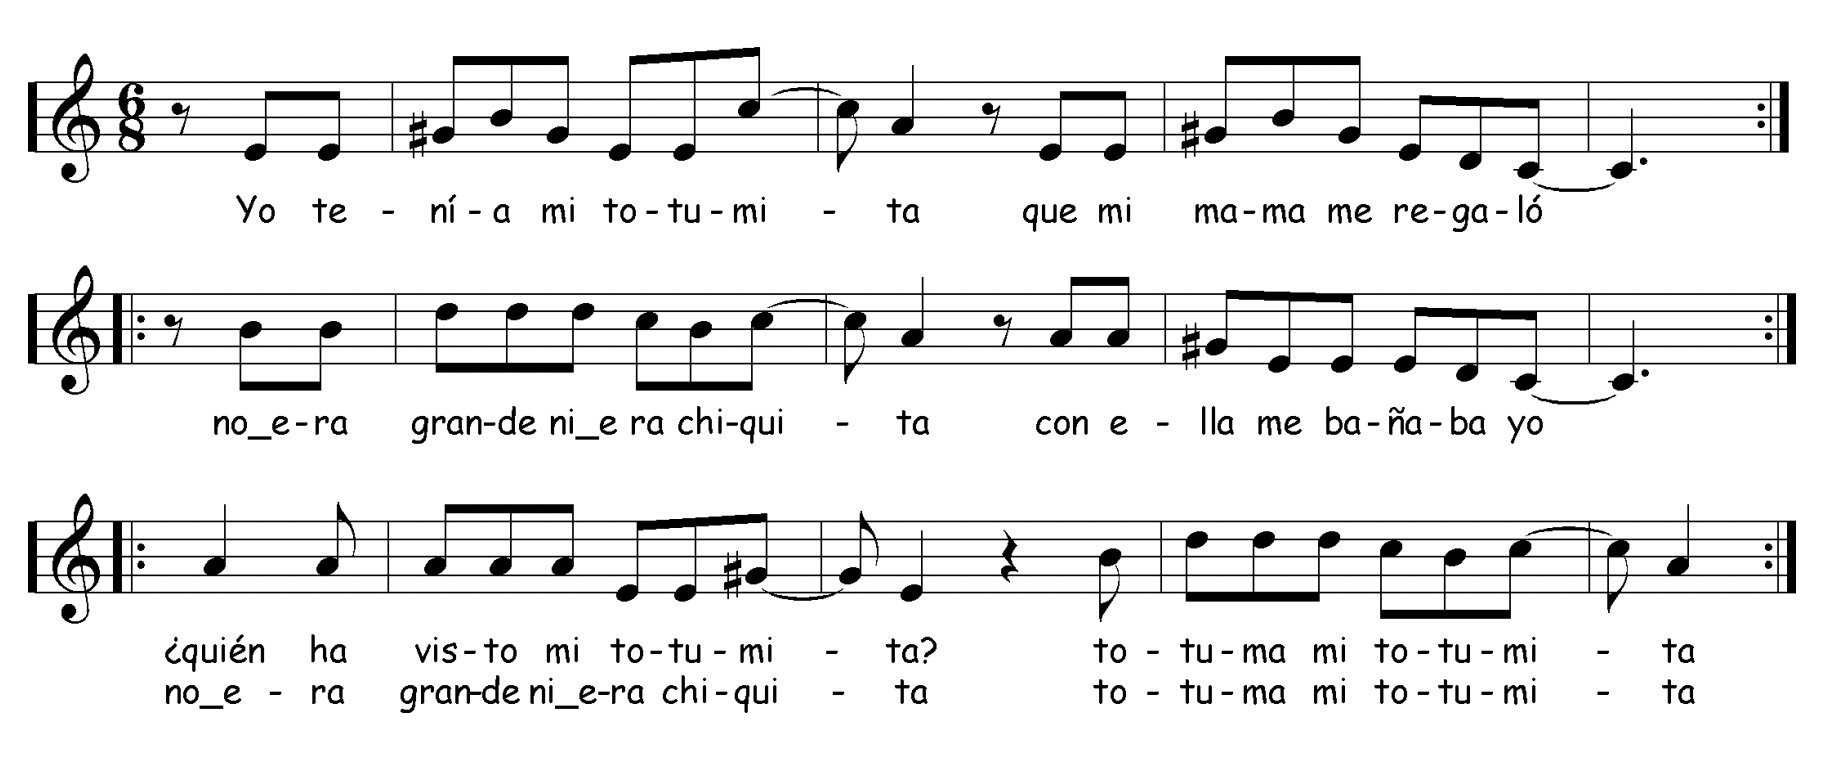 6
8
Yo te - ní - a mi to - tu - mi - ta que mi ma - ma me re - ga - ló
no_e - ra gran - de ni_e ra chi - qui - ta con e - lla me ba - ña - ba yo
¿quién ha vis - to mi to - tu - mi - ta? to - tu - ma mi to - tu - mi - ta
no_e - ra gran - de ni_e - ra chi - qui - ta to - tu - ma mi to - tu - mi - ta